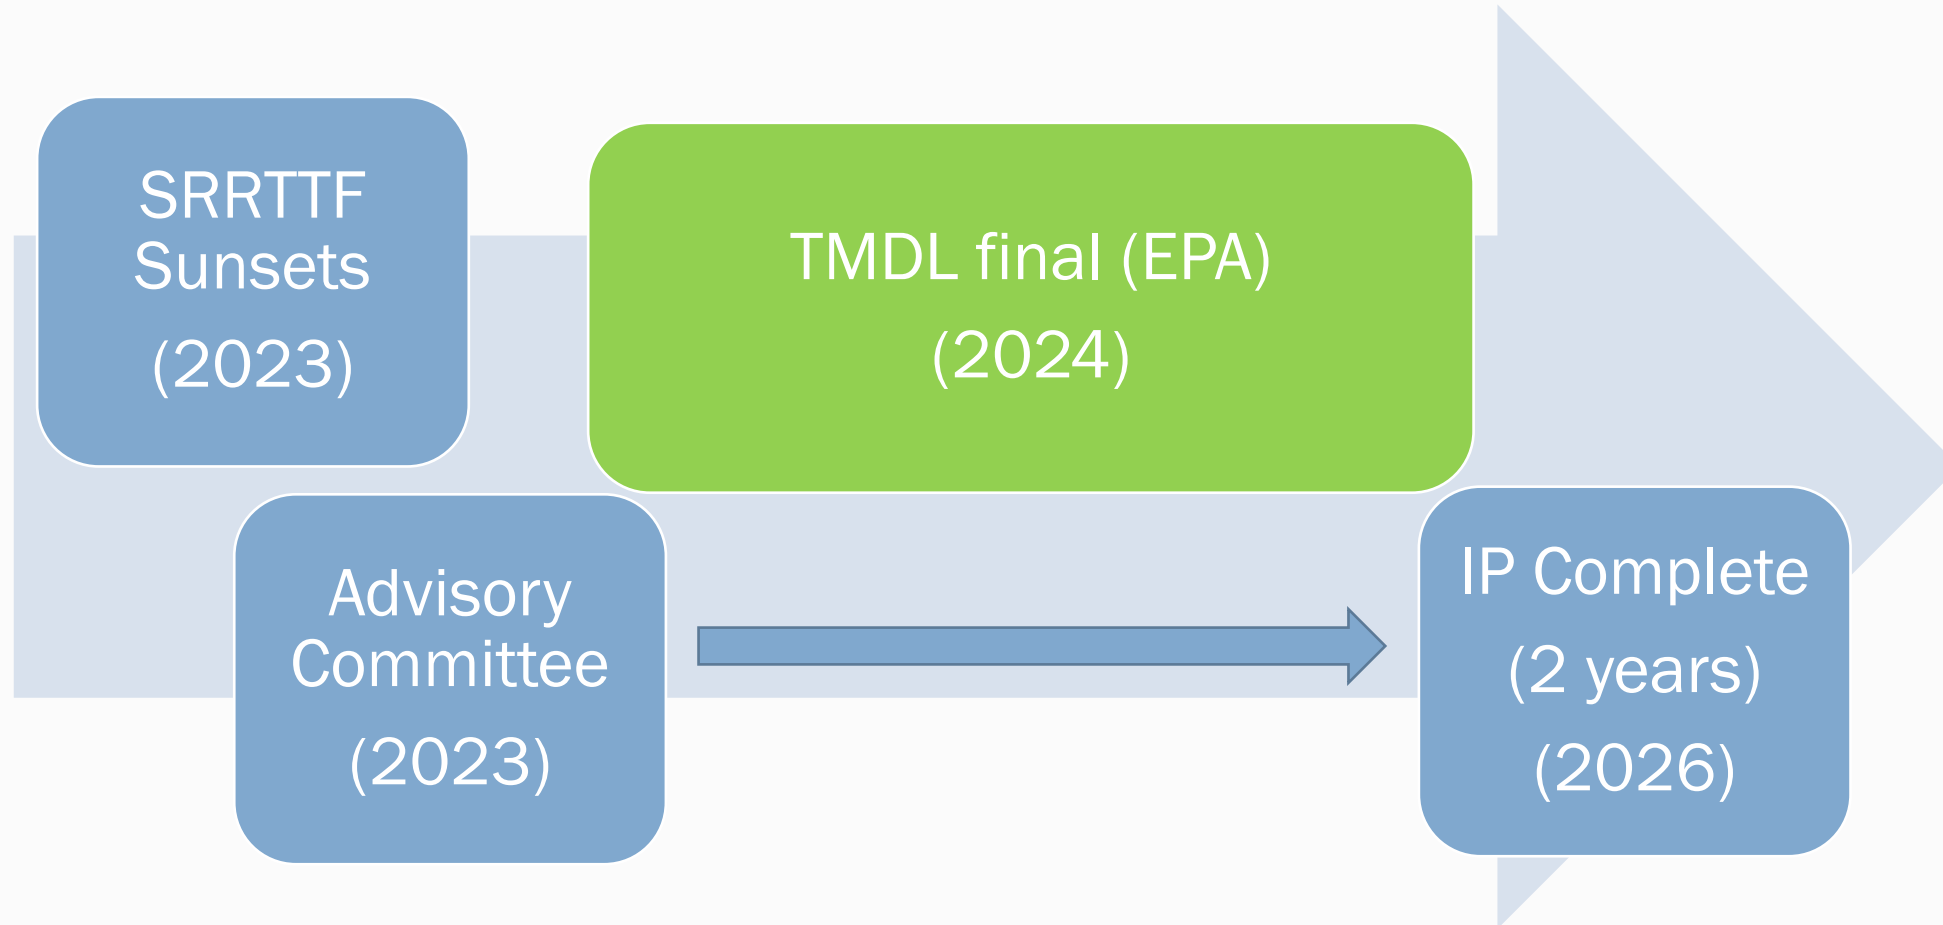 SRRTTF
Sunsets
(2023)
TMDL final (EPA)
(2024)
Advisory
Committee
(2023)
IP Complete
(2 years)
(2026)